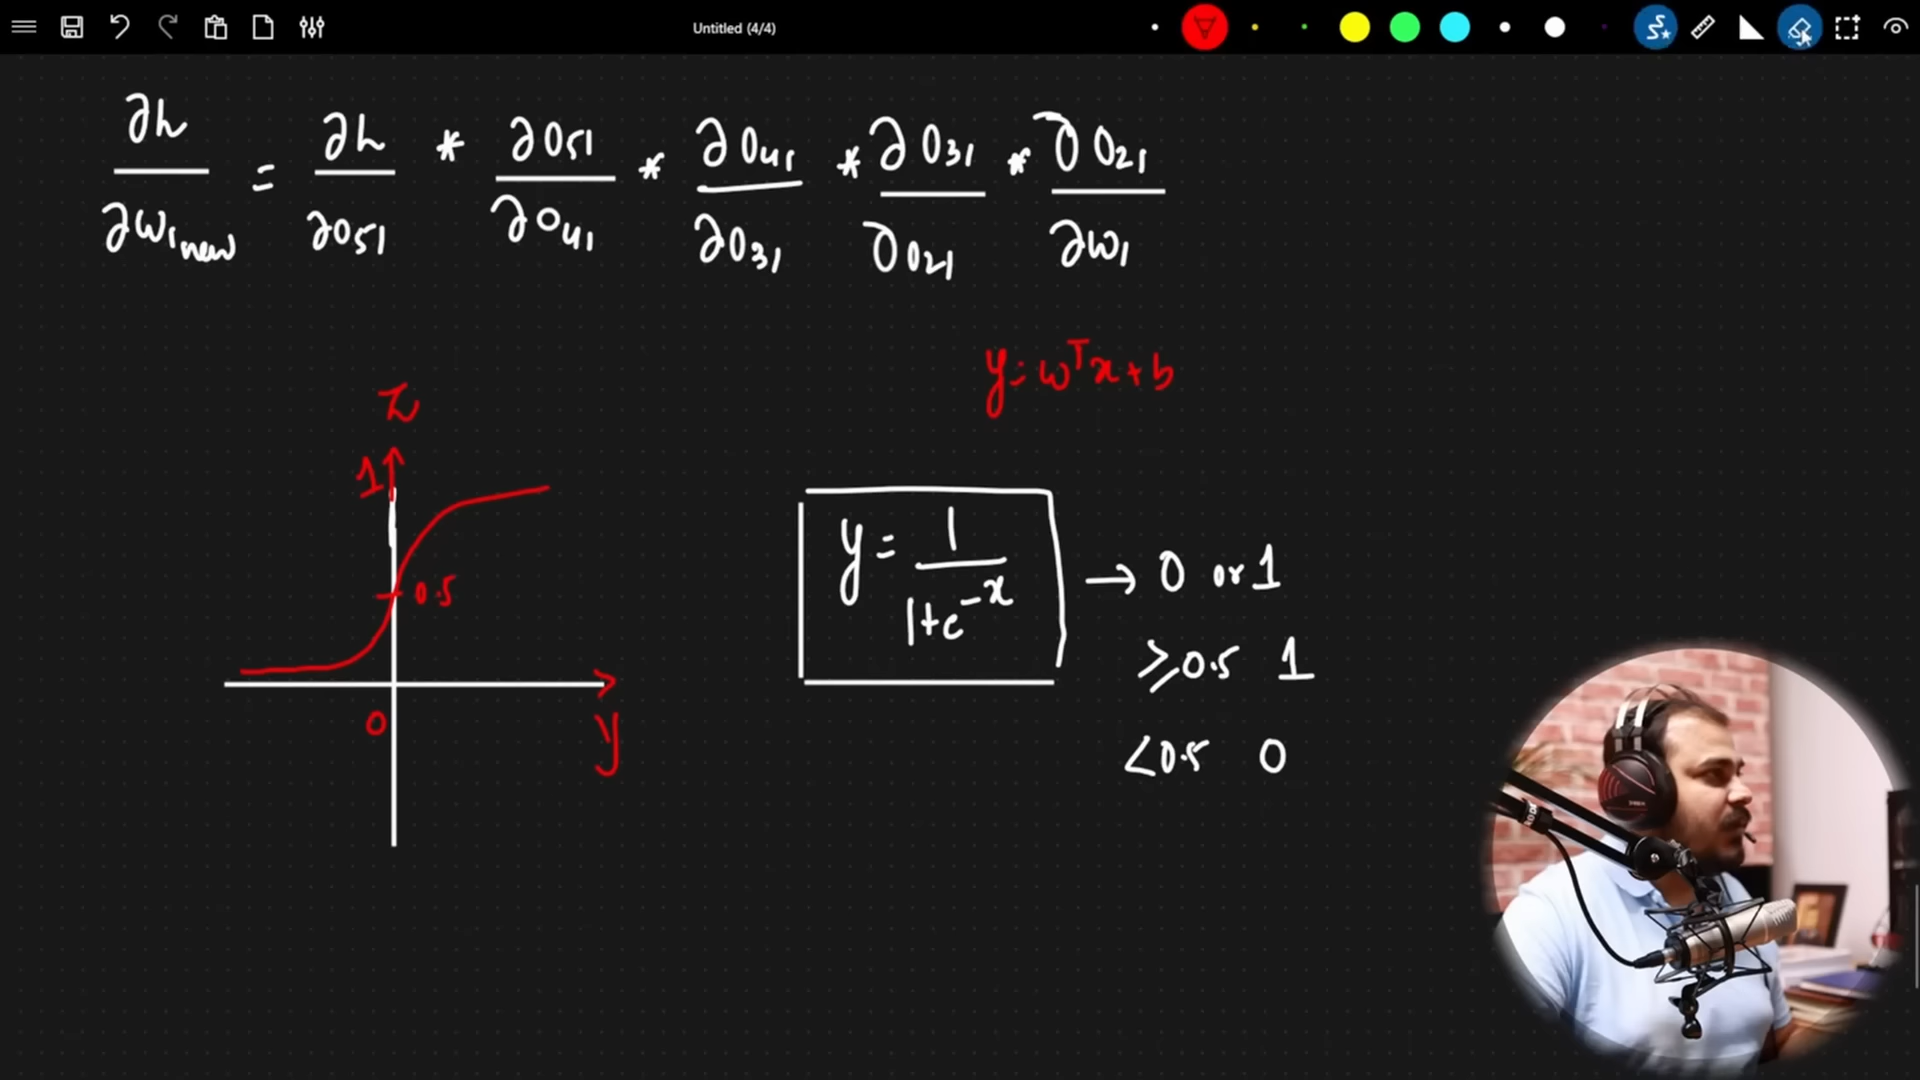 Untitled (4/4)
∂h/∂w₁new = ∂h/∂O51 * ∂O51/∂O41 * ∂O41/∂O31 * ∂O31/∂O21 * ∂O21/∂w1
y = wᵀx + b
z
1
0.5
0
y
y = 1/(1+e^-x) → 0 or 1
≥0.5 1
<0.5 0